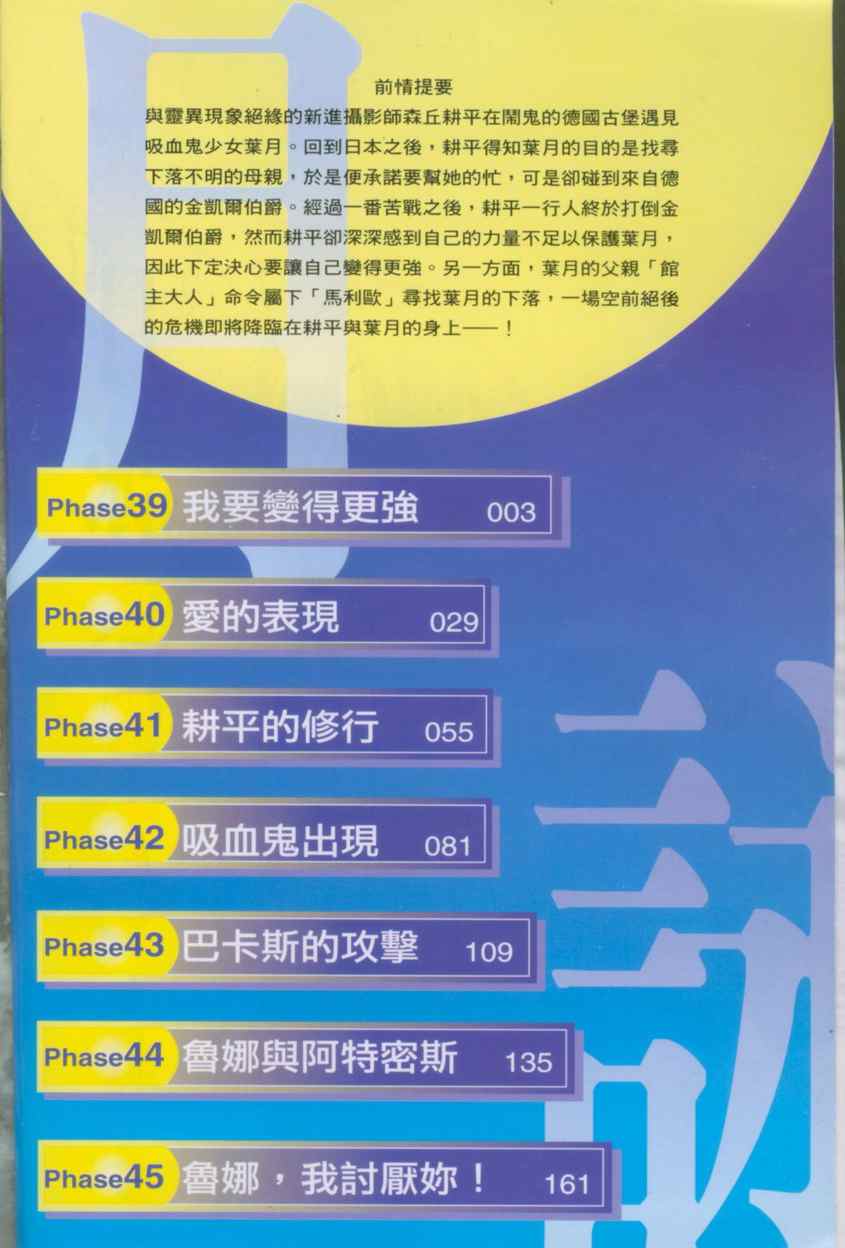 前情提要
與靈異現象絕緣的新進攝影師森丘耕平在鬧鬼的德國古堡遇見
吸血鬼少女葉月。回到日本之後，耕平得知葉月的目的是找尋
下落不明的母親，於是便承諾要幫她的忙，可是卻碰到來自德
國的金凱爾伯爵。經過一番苦戰之後，耕平一行人終於打倒金
凱爾伯爵，然而耕平卻深深感到自己的力量不足以保護葉月，
因此下定決心要讓自己變得更強。另一方面，葉月的父親「館
主大人」命令屬下「馬利歐」尋找葉月的下落，一場空前絕後
的危機即將降臨在耕平與葉月的身上——！
月
Phase39 我要變得更強 003
Phase40 愛的表現 029
Phase41 耕平的修行 055
Phase42 吸血鬼出現 081
Phase43 巴卡斯的攻擊 109
Phase44 魯娜與阿特密斯 135
Phase45 魯娜，我討厭妳！ 161